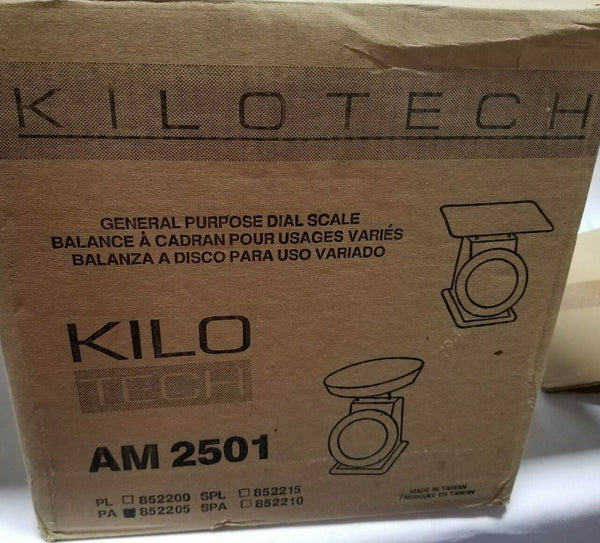 KILOTECH
GENERAL PURPOSE DIAL SCALE
BALANCE À CADRAN POUR USAGES VARIÉS
BALANZA A DISCO PARA USO VARIADO
KILO
TECH
AM 2501
PL ☐ 852200 SPL ☐ 852215
PA ■ 852205 SPA ☐ 852210
MADE IN TAIWAN
FABRIQUÉE EN TAIWAN